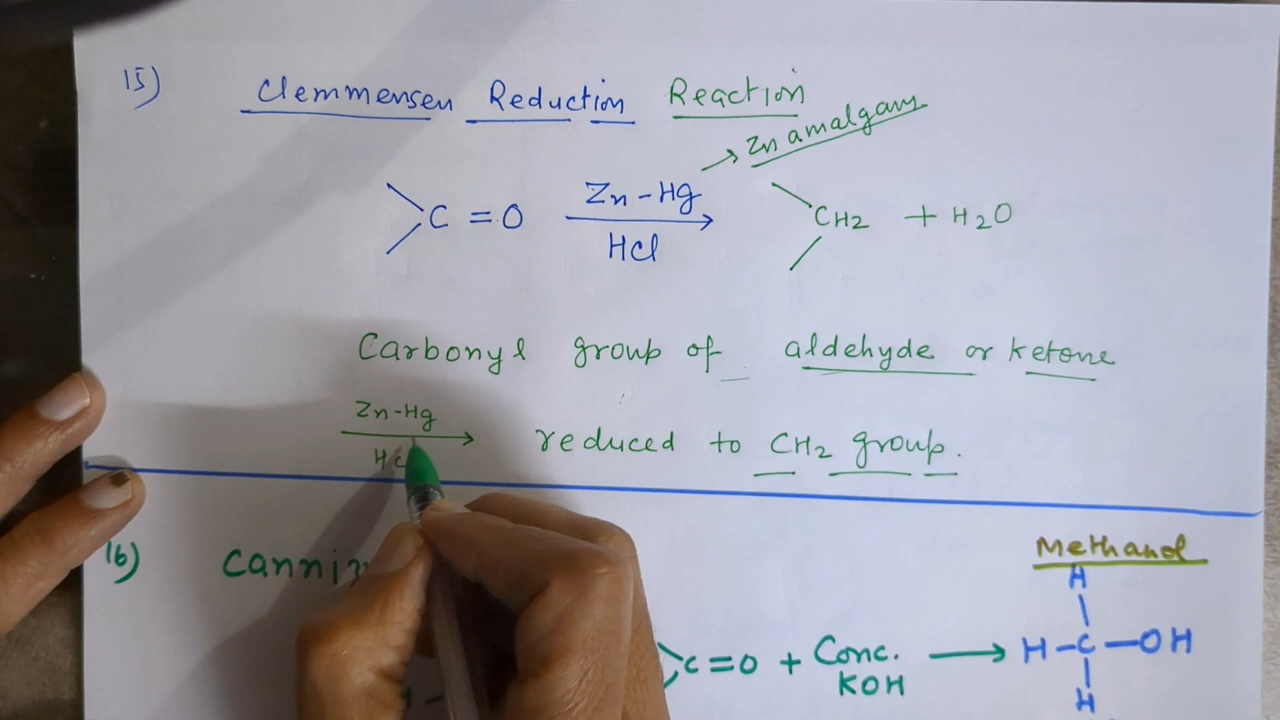 15) Clemmensen Reduction Reaction
→ Zn amalgam
C = O Zn-Hg HCl → CH2 + H2O
Carbonyl group of aldehyde or ketone
Zn-Hg → reduced to CH2 group.
16)
Methanol
H
C=O + Conc. KOH → H-C-OH
H